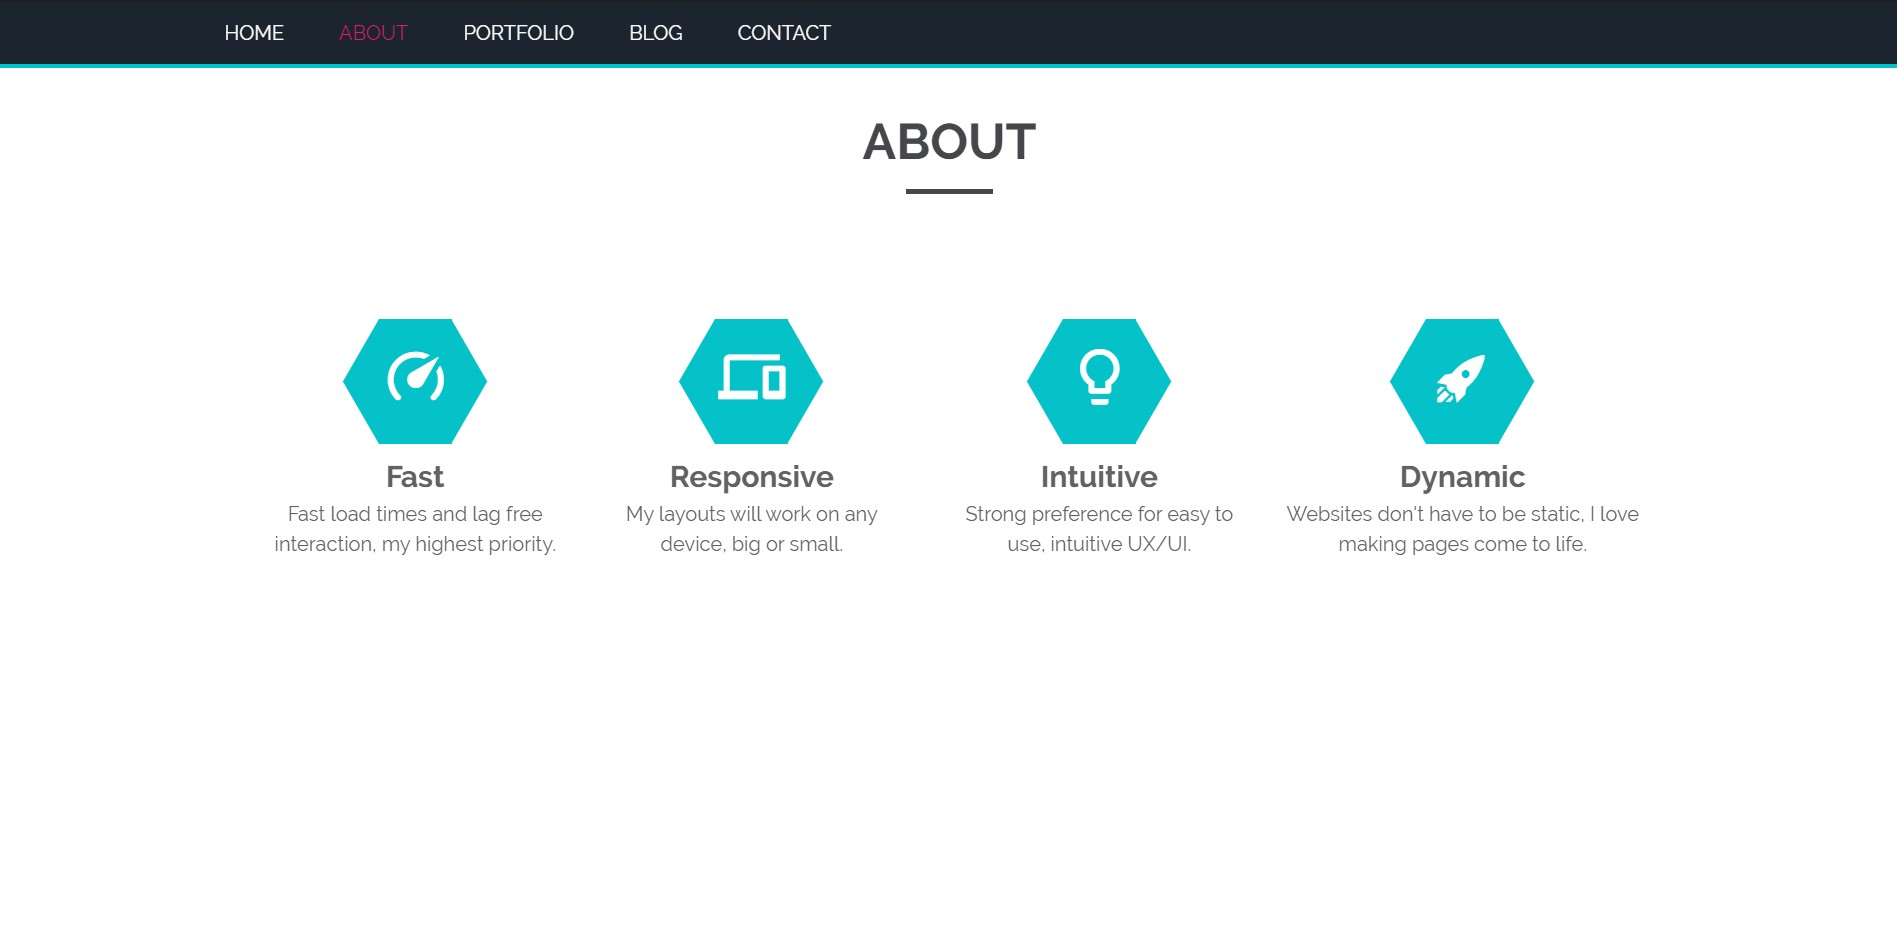 HOME ABOUT PORTFOLIO BLOG CONTACT
ABOUT
Fast
Fast load times and lag free
interaction, my highest priority.
Responsive
My layouts will work on any
device, big or small.
Intuitive
Strong preference for easy to
use, intuitive UX/UI.
Dynamic
Websites don't have to be static, I love
making pages come to life.